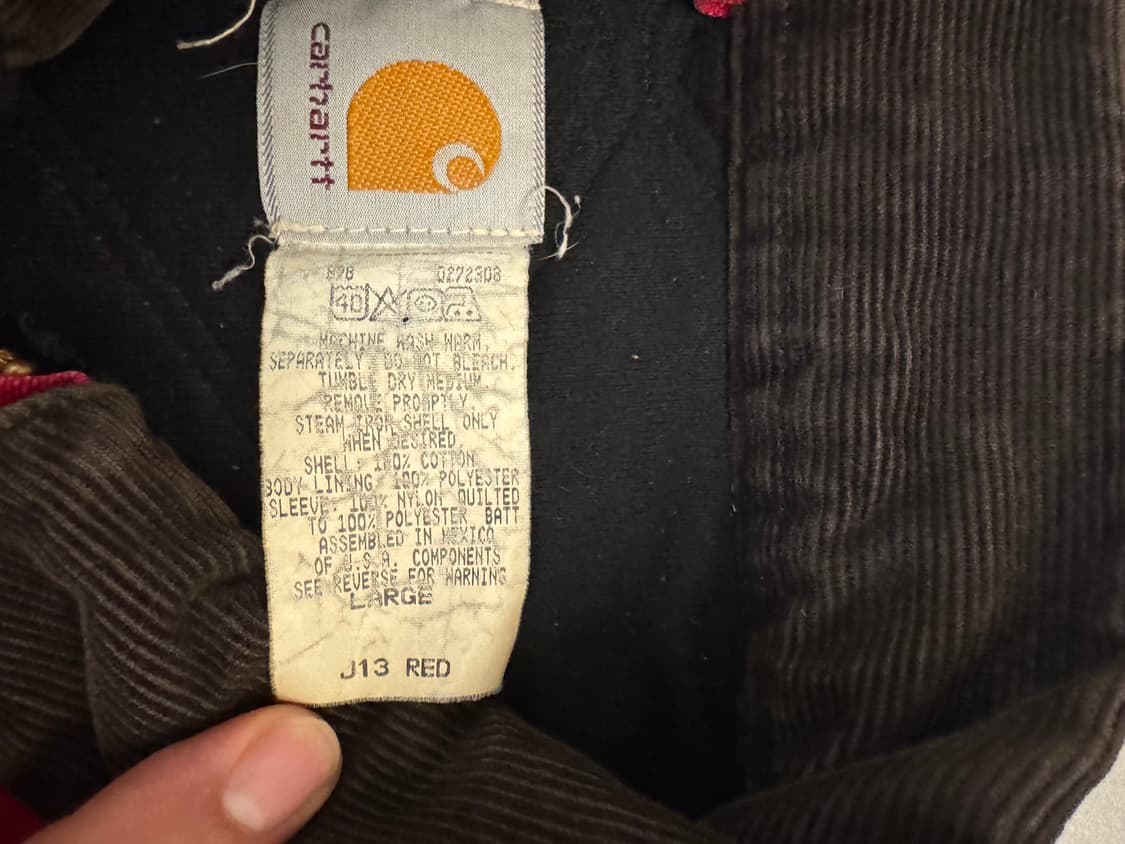 carhartt
878 0272308
40
MACHINE WASH WARM.
SEPARATELY DO NOT BLEACH.
TUMBLE DRY MEDIUM
REMOVE PROMPTLY
STEAM IRON SHELL ONLY
WHEN DESIRED.
SHELL: 100% COTTON
BODY LINING 100% POLYESTER
SLEEVE: 100% NYLON QUILTED
TO 100% POLYESTER BATT
ASSEMBLED IN MEXICO
OF U.S.A. COMPONENTS
SEE REVERSE FOR WARNING
LARGE
J13 RED